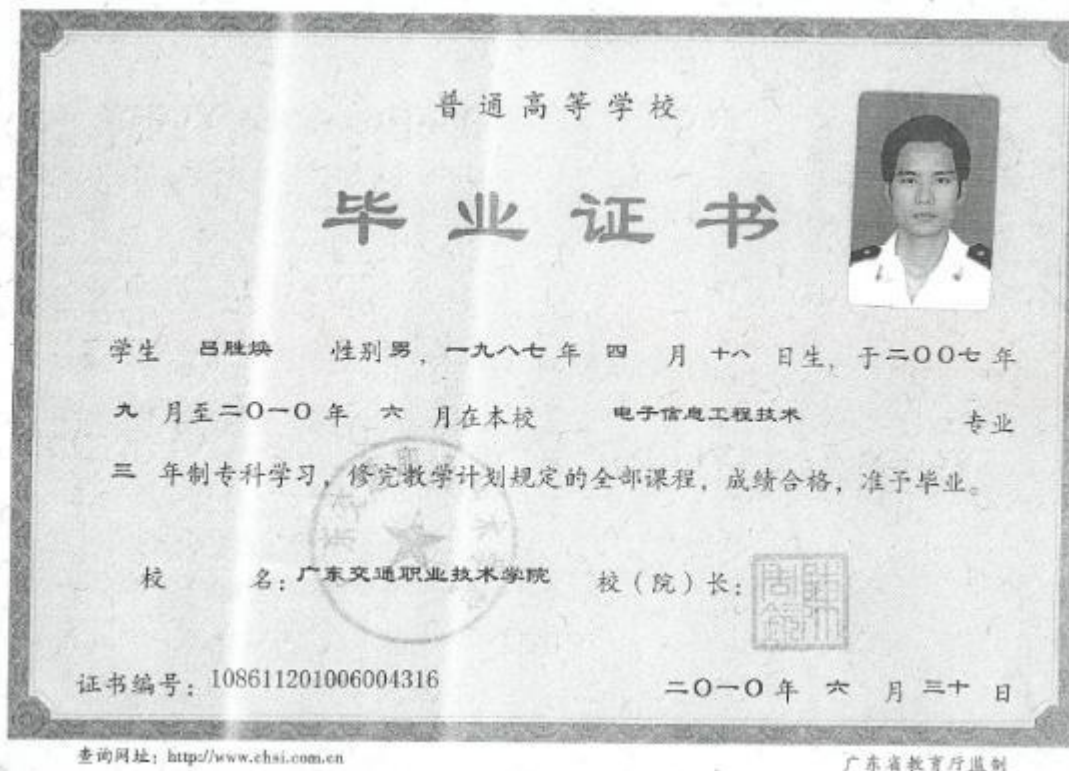 普通高等学校
毕业证书
学生 吕胜焕 性别男，一九八七年 四 月 十八 日生，于二〇〇七年
九 月至二〇一〇年 六 月在本校 电子信息工程技术 专业
三 年制专科学习，修完教学计划规定的全部课程，成绩合格，准予毕业。
校 名：广东交通职业技术学院 校（院）长：
证书编号：108611201006004316 二〇一〇年 六 月 三十 日
查询网址：http://www.chsi.com.cn 广东省教育厅监制